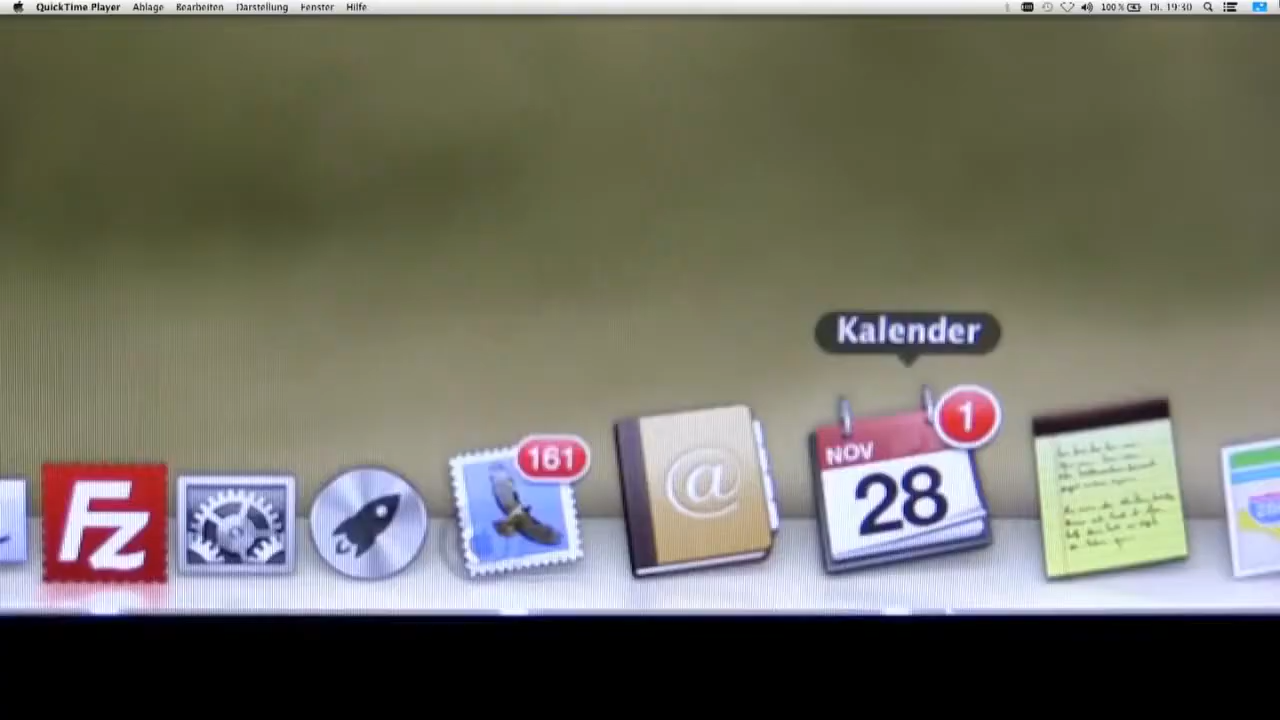 QuickTime Player Ablage Bearbeiten Darstellung Fenster Hilfe 100 % Di. 19:30
Kalender
1
NOV
28
161
@
Fz